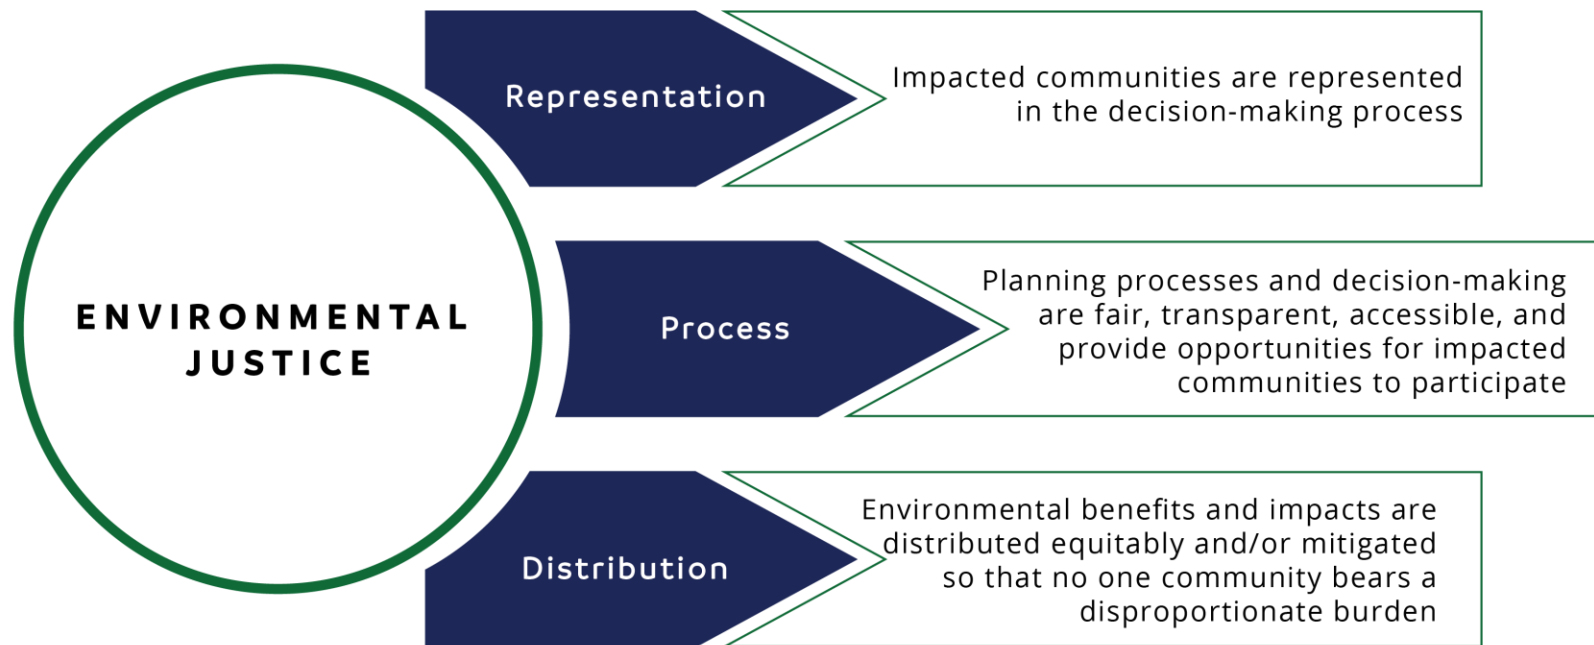 ENVIRONMENTAL
JUSTICE
Representation
Impacted communities are represented
in the decision-making process
Process
Planning processes and decision-making
are fair, transparent, accessible, and
provide opportunities for impacted
communities to participate
Distribution
Environmental benefits and impacts are
distributed equitably and/or mitigated
so that no one community bears a
disproportionate burden